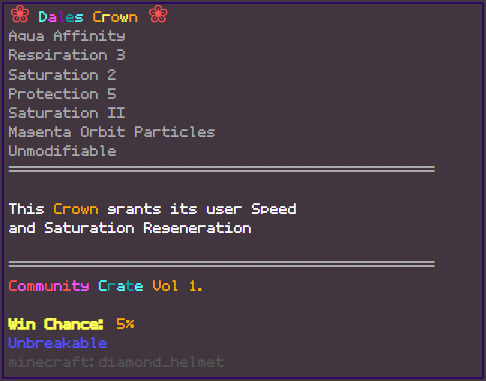 ❀ Dales Crown ❀
Aqua Affinity
Respiration 3
Saturation 2
Protection 5
Saturation II
Magenta Orbit Particles
Unmodifiable
This Crown grants its user Speed
and Saturation Regeneration
Community Crate Vol 1.
Win Chance: 5%
Unbreakable
minecraft:diamond_helmet